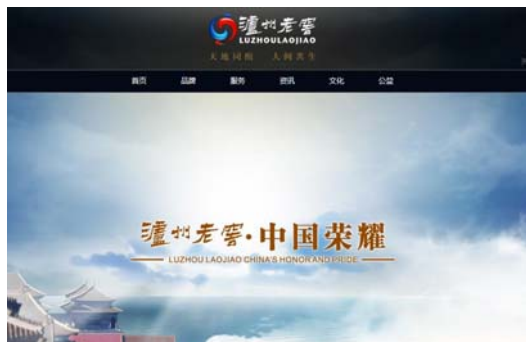 泸州老窖
LUZHOULAOJIAO
天地同酿 人间共生
首页 品牌 服务 资讯 文化 公益
泸州老窖·中国荣耀
LUZHOU LAOJIAO CHINA'S HONOR AND PRIDE